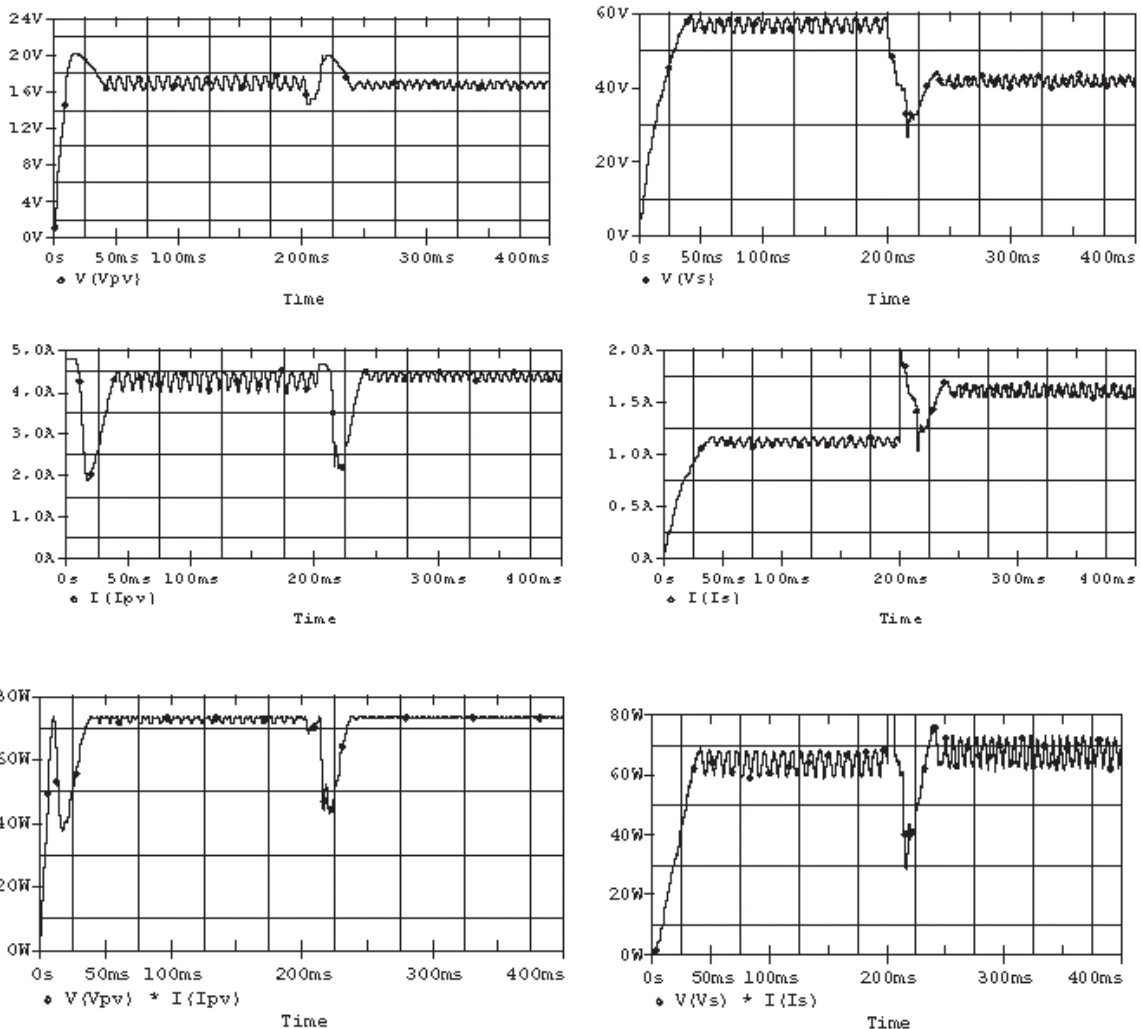 24V
20V
16V
12V
8V
4V
0V
0s 50ms 100ms 200ms 300ms 400ms
V(Vpv)
Time
60V
40V
20V
0V
0s 50ms 100ms 200ms 300ms 400ms
V(Vs)
Time
5.0A
4.0A
3.0A
2.0A
1.0A
0A
0s 50ms 100ms 200ms 300ms 400ms
I(Ipv)
Time
2.0A
1.5A
1.0A
0.5A
0A
0s 50ms 100ms 200ms 300ms 400ms
I(Is)
Time
80W
60W
40W
20W
0W
0s 50ms 100ms 200ms 300ms 400ms
V(Vpv) * I(Ipv)
Time
80W
60W
40W
20W
0W
0s 50ms 100ms 200ms 300ms 400ms
V(Vs) * I(Is)
Time